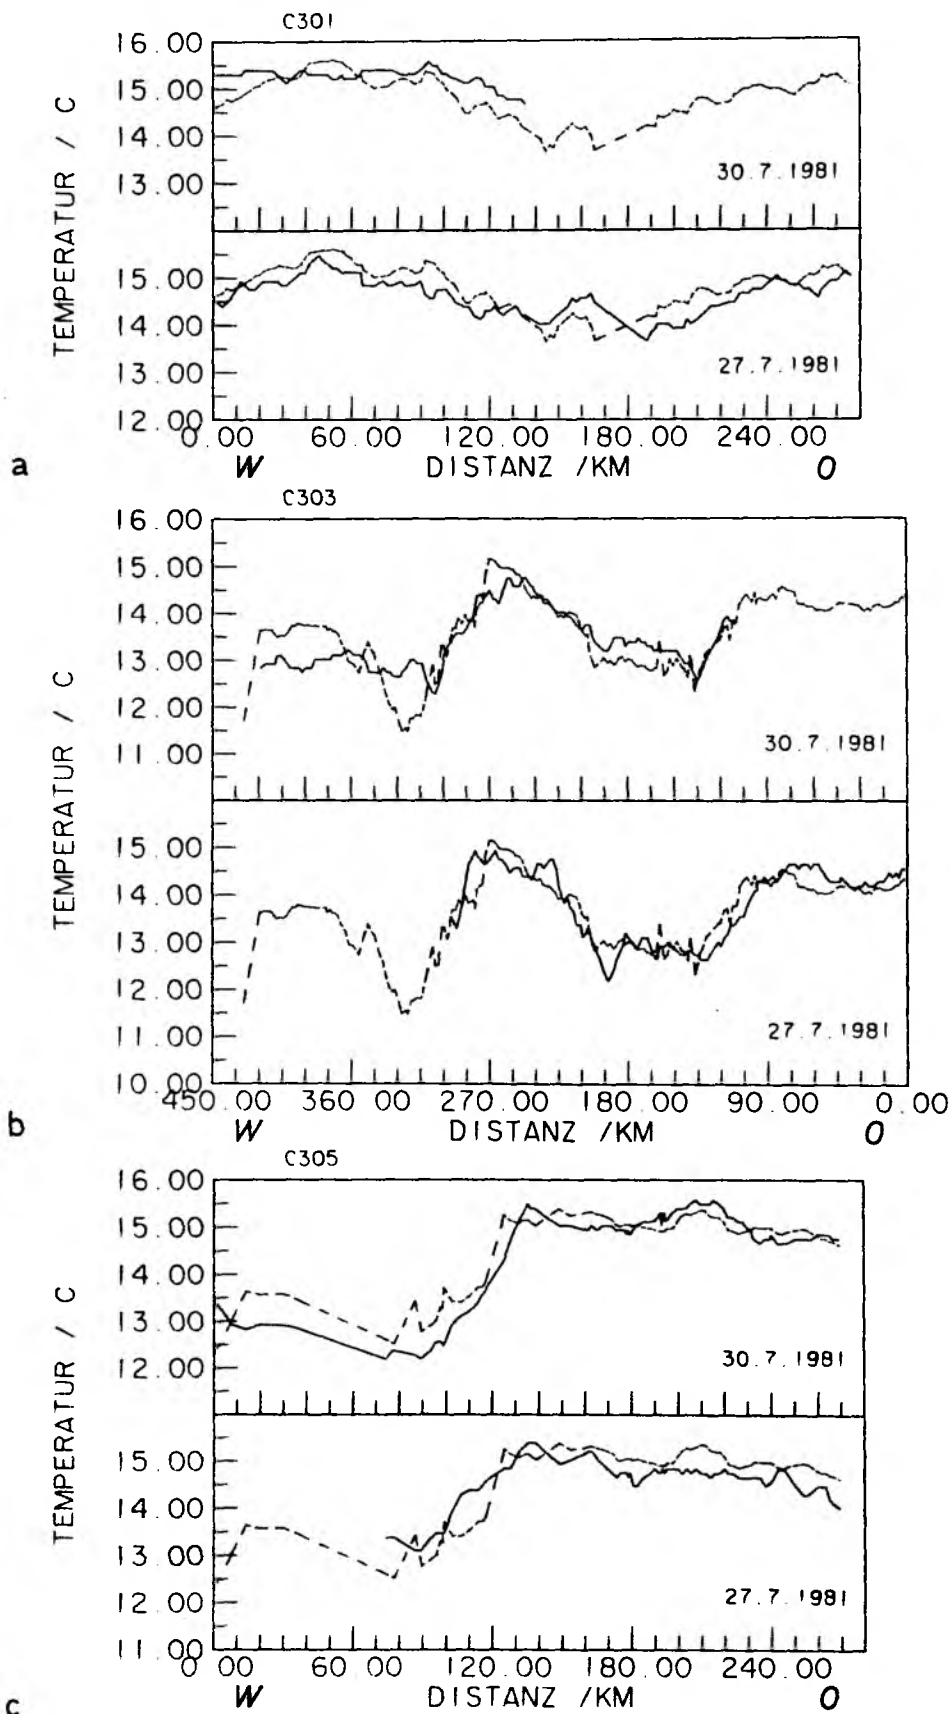 C301
16.00
15.00
14.00
13.00
30.7.1981
15.00
14.00
13.00
12.00
27.7.1981
TEMPERATUR / C
0.00 60.00 120.00 180.00 240.00
a
W DISTANZ /KM O
C303
16.00
15.00
14.00
13.00
12.00
11.00
30.7.1981
15.00
14.00
13.00
12.00
11.00
10.00
27.7.1981
TEMPERATUR / C
450.00 360.00 270.00 180.00 90.00 0.00
b
W DISTANZ /KM O
C305
16.00
15.00
14.00
13.00
12.00
30.7.1981
15.00
14.00
13.00
12.00
11.00
27.7.1981
TEMPERATUR / C
0.00 60.00 120.00 180.00 240.00
c
W DISTANZ /KM O